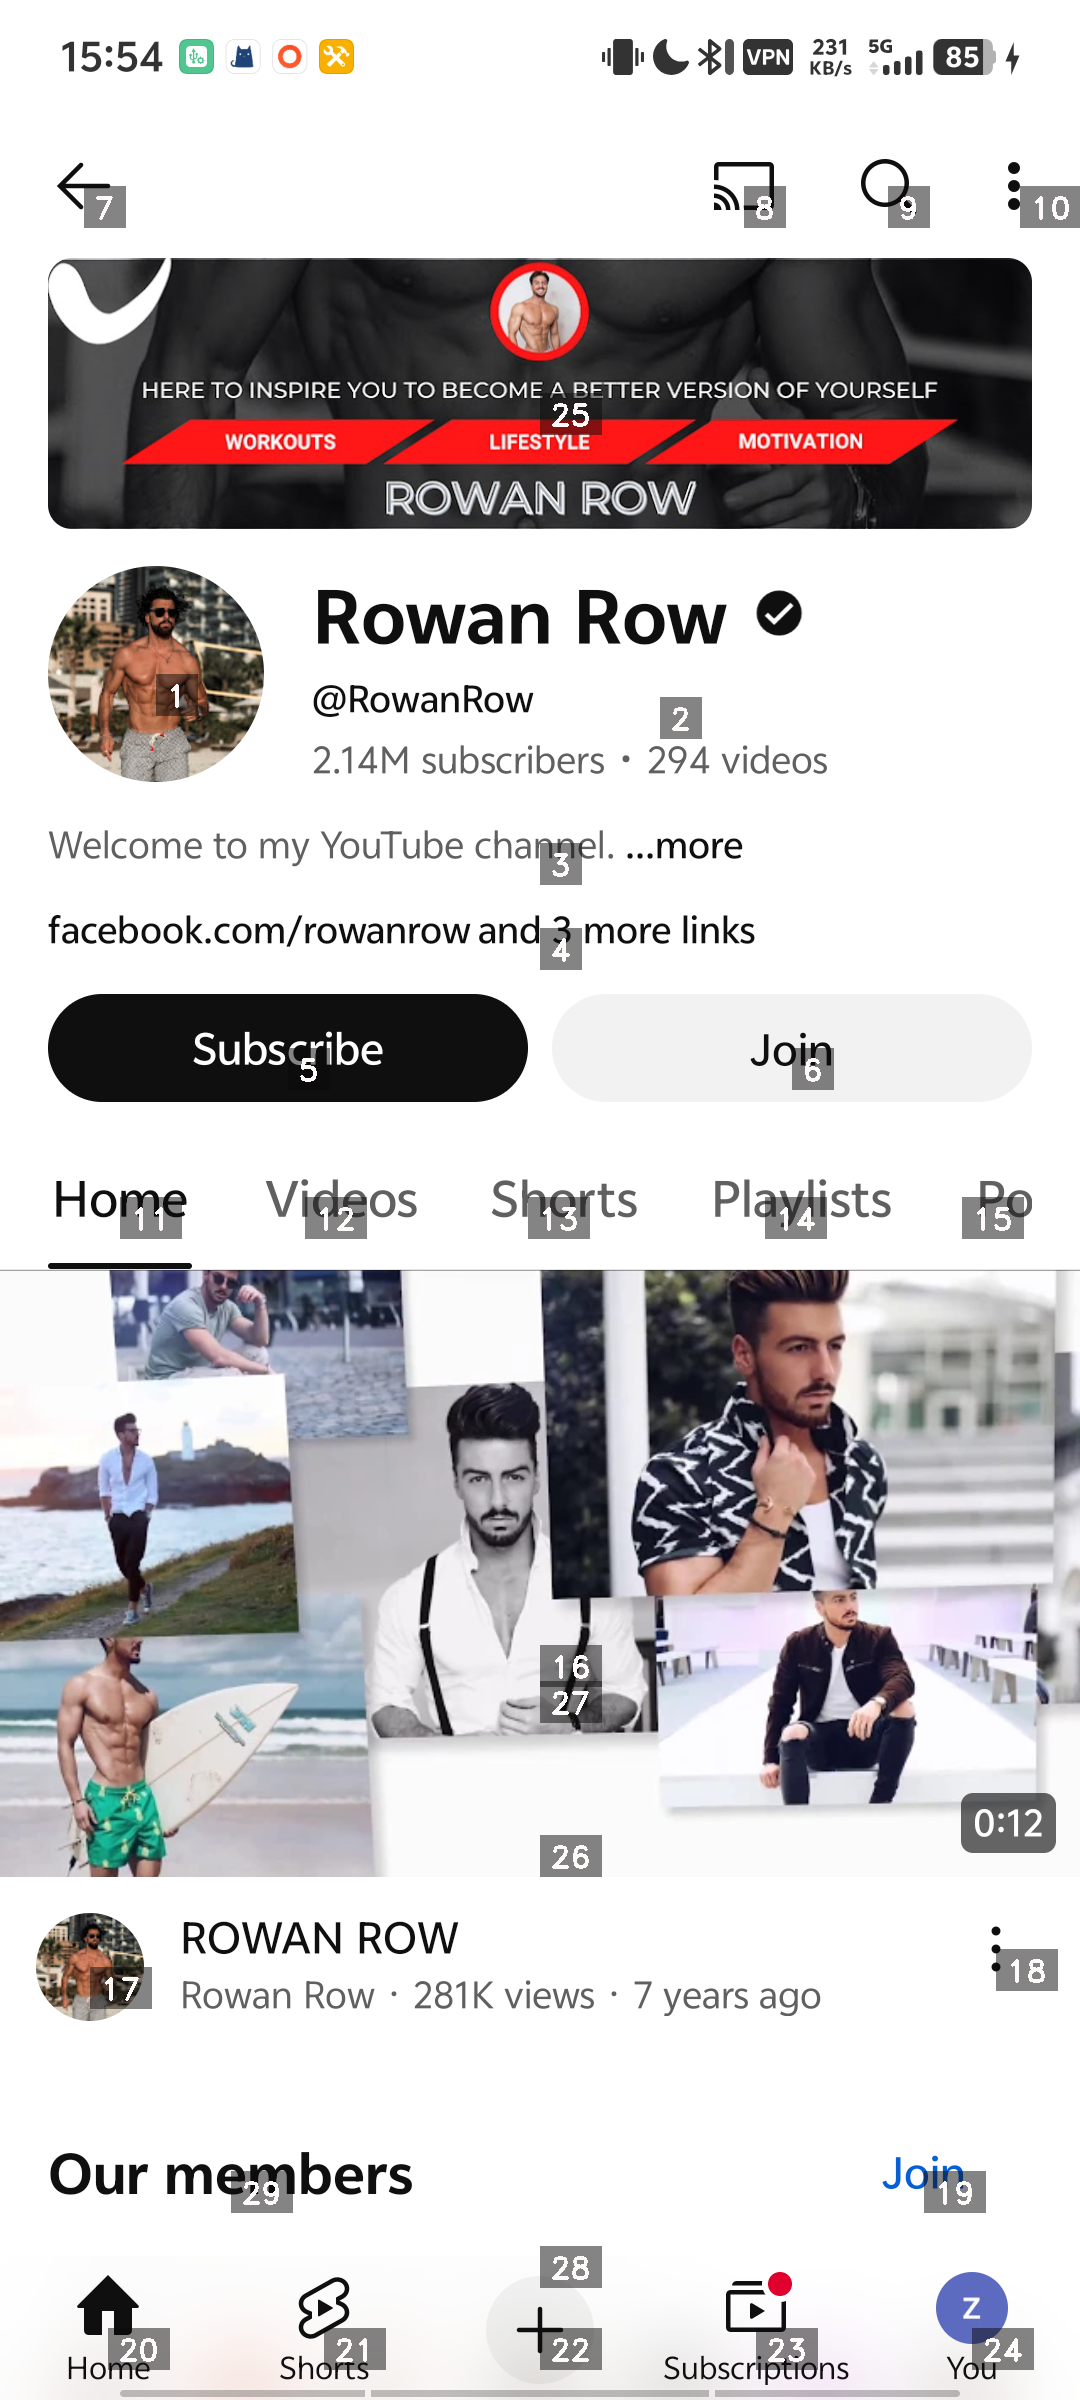 15:54
VPN
231
KB/s
5G
85
7
8
9
10
HERE TO INSPIRE YOU TO BECOME A BETTER VERSION OF YOURSELF
25
WORKOUTS
LIFESTYLE
MOTIVATION
ROWAN ROW
Rowan Row
1
@RowanRow
2
2.14M subscribers · 294 videos
Welcome to my YouTube channel. ...more
3
facebook.com/rowanrow and 3 more links
4
Subscribe
Join
5
6
Home
Videos
Shorts
Playlists
Po
11
12
13
14
15
16
27
0:12
26
ROWAN ROW
17
18
Rowan Row · 281K views · 7 years ago
Our members
Join
29
19
28
Z
20
21
22
23
24
Home
Shorts
Subscriptions
You